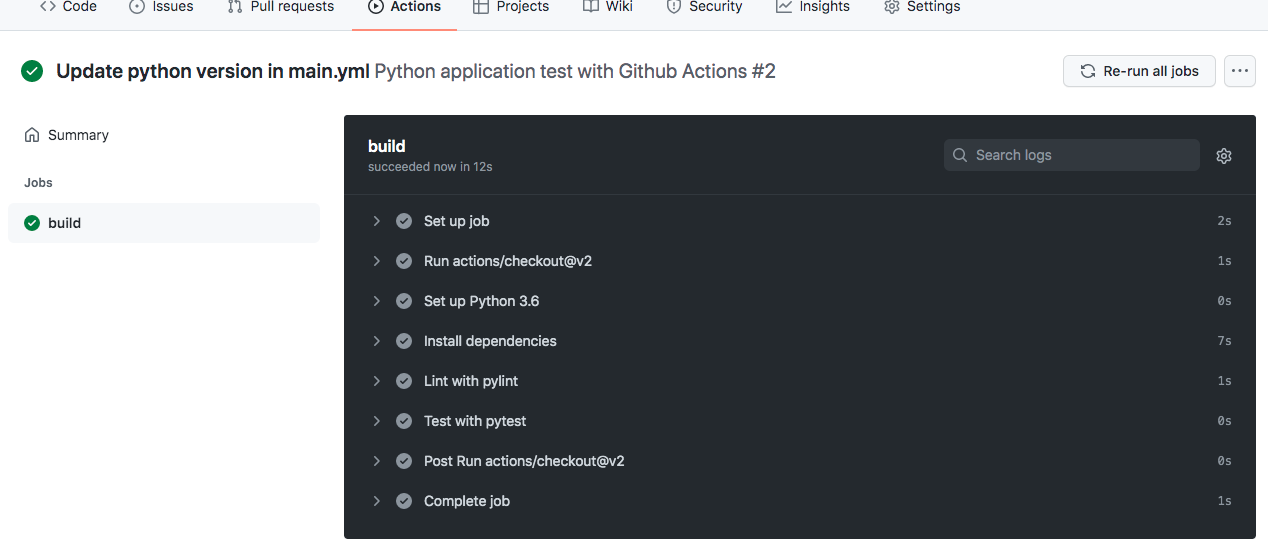 Code Issues Pull requests Actions Projects Wiki Security Insights Settings
Update python version in main.yml Python application test with Github Actions #2
Re-run all jobs
Summary
Jobs
build
build
succeeded now in 12s
Search logs
Set up job 2s
Run actions/checkout@v2 1s
Set up Python 3.6 0s
Install dependencies 7s
Lint with pylint 1s
Test with pytest 0s
Post Run actions/checkout@v2 0s
Complete job 1s